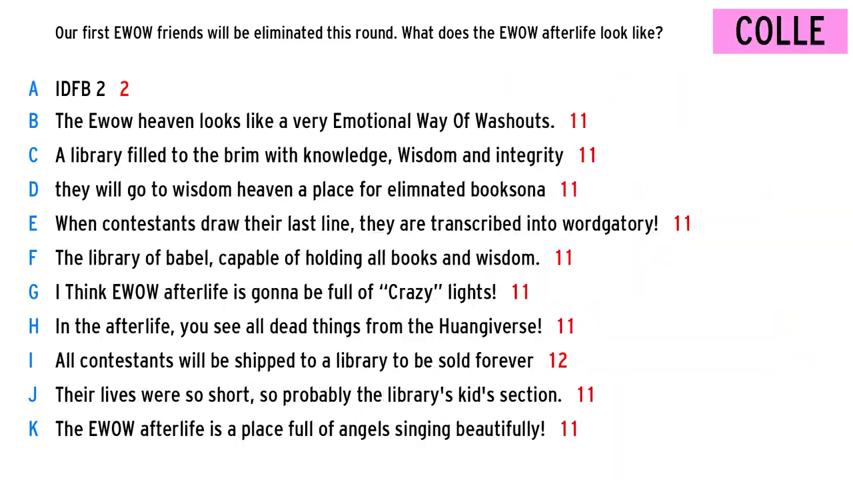 Our first EWOW friends will be eliminated this round. What does the EWOW afterlife look like?
COLLE
A IDFB 2 2
B The Ewow heaven looks like a very Emotional Way Of Washouts. 11
C A library filled to the brim with knowledge, Wisdom and integrity 11
D they will go to wisdom heaven a place for elimnated booksona 11
E When contestants draw their last line, they are transcribed into wordgatory! 11
F The library of babel, capable of holding all books and wisdom. 11
G I Think EWOW afterlife is gonna be full of “Crazy” lights! 11
H In the afterlife, you see all dead things from the Huangiverse! 11
I All contestants will be shipped to a library to be sold forever 12
J Their lives were so short, so probably the library's kid's section. 11
K The EWOW afterlife is a place full of angels singing beautifully! 11